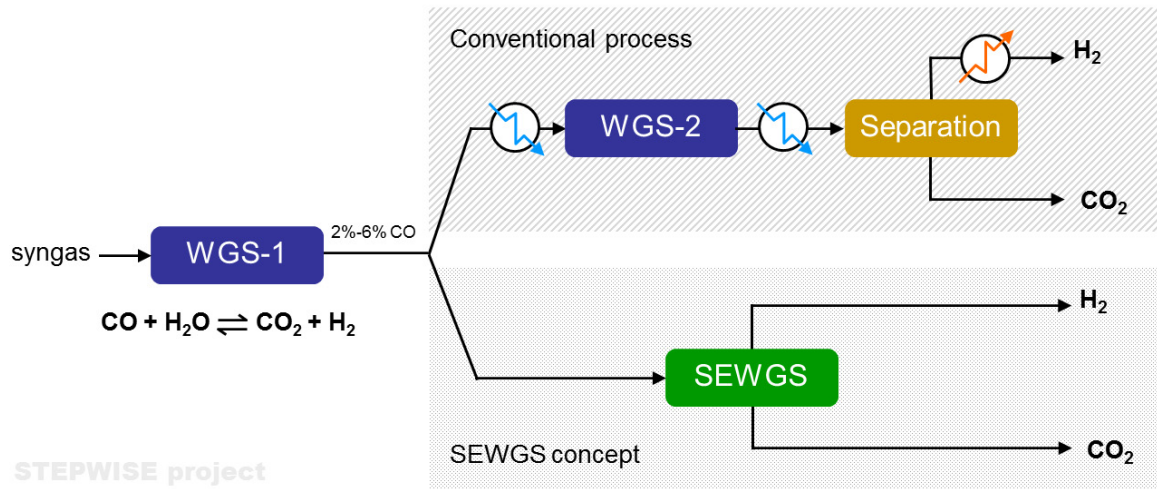 Conventional process
H₂
WGS-2
Separation
CO₂
syngas
WGS-1
2%-6% CO
CO + H₂O ⇌ CO₂ + H₂
H₂
SEWGS
SEWGS concept
CO₂
STEPWISE project